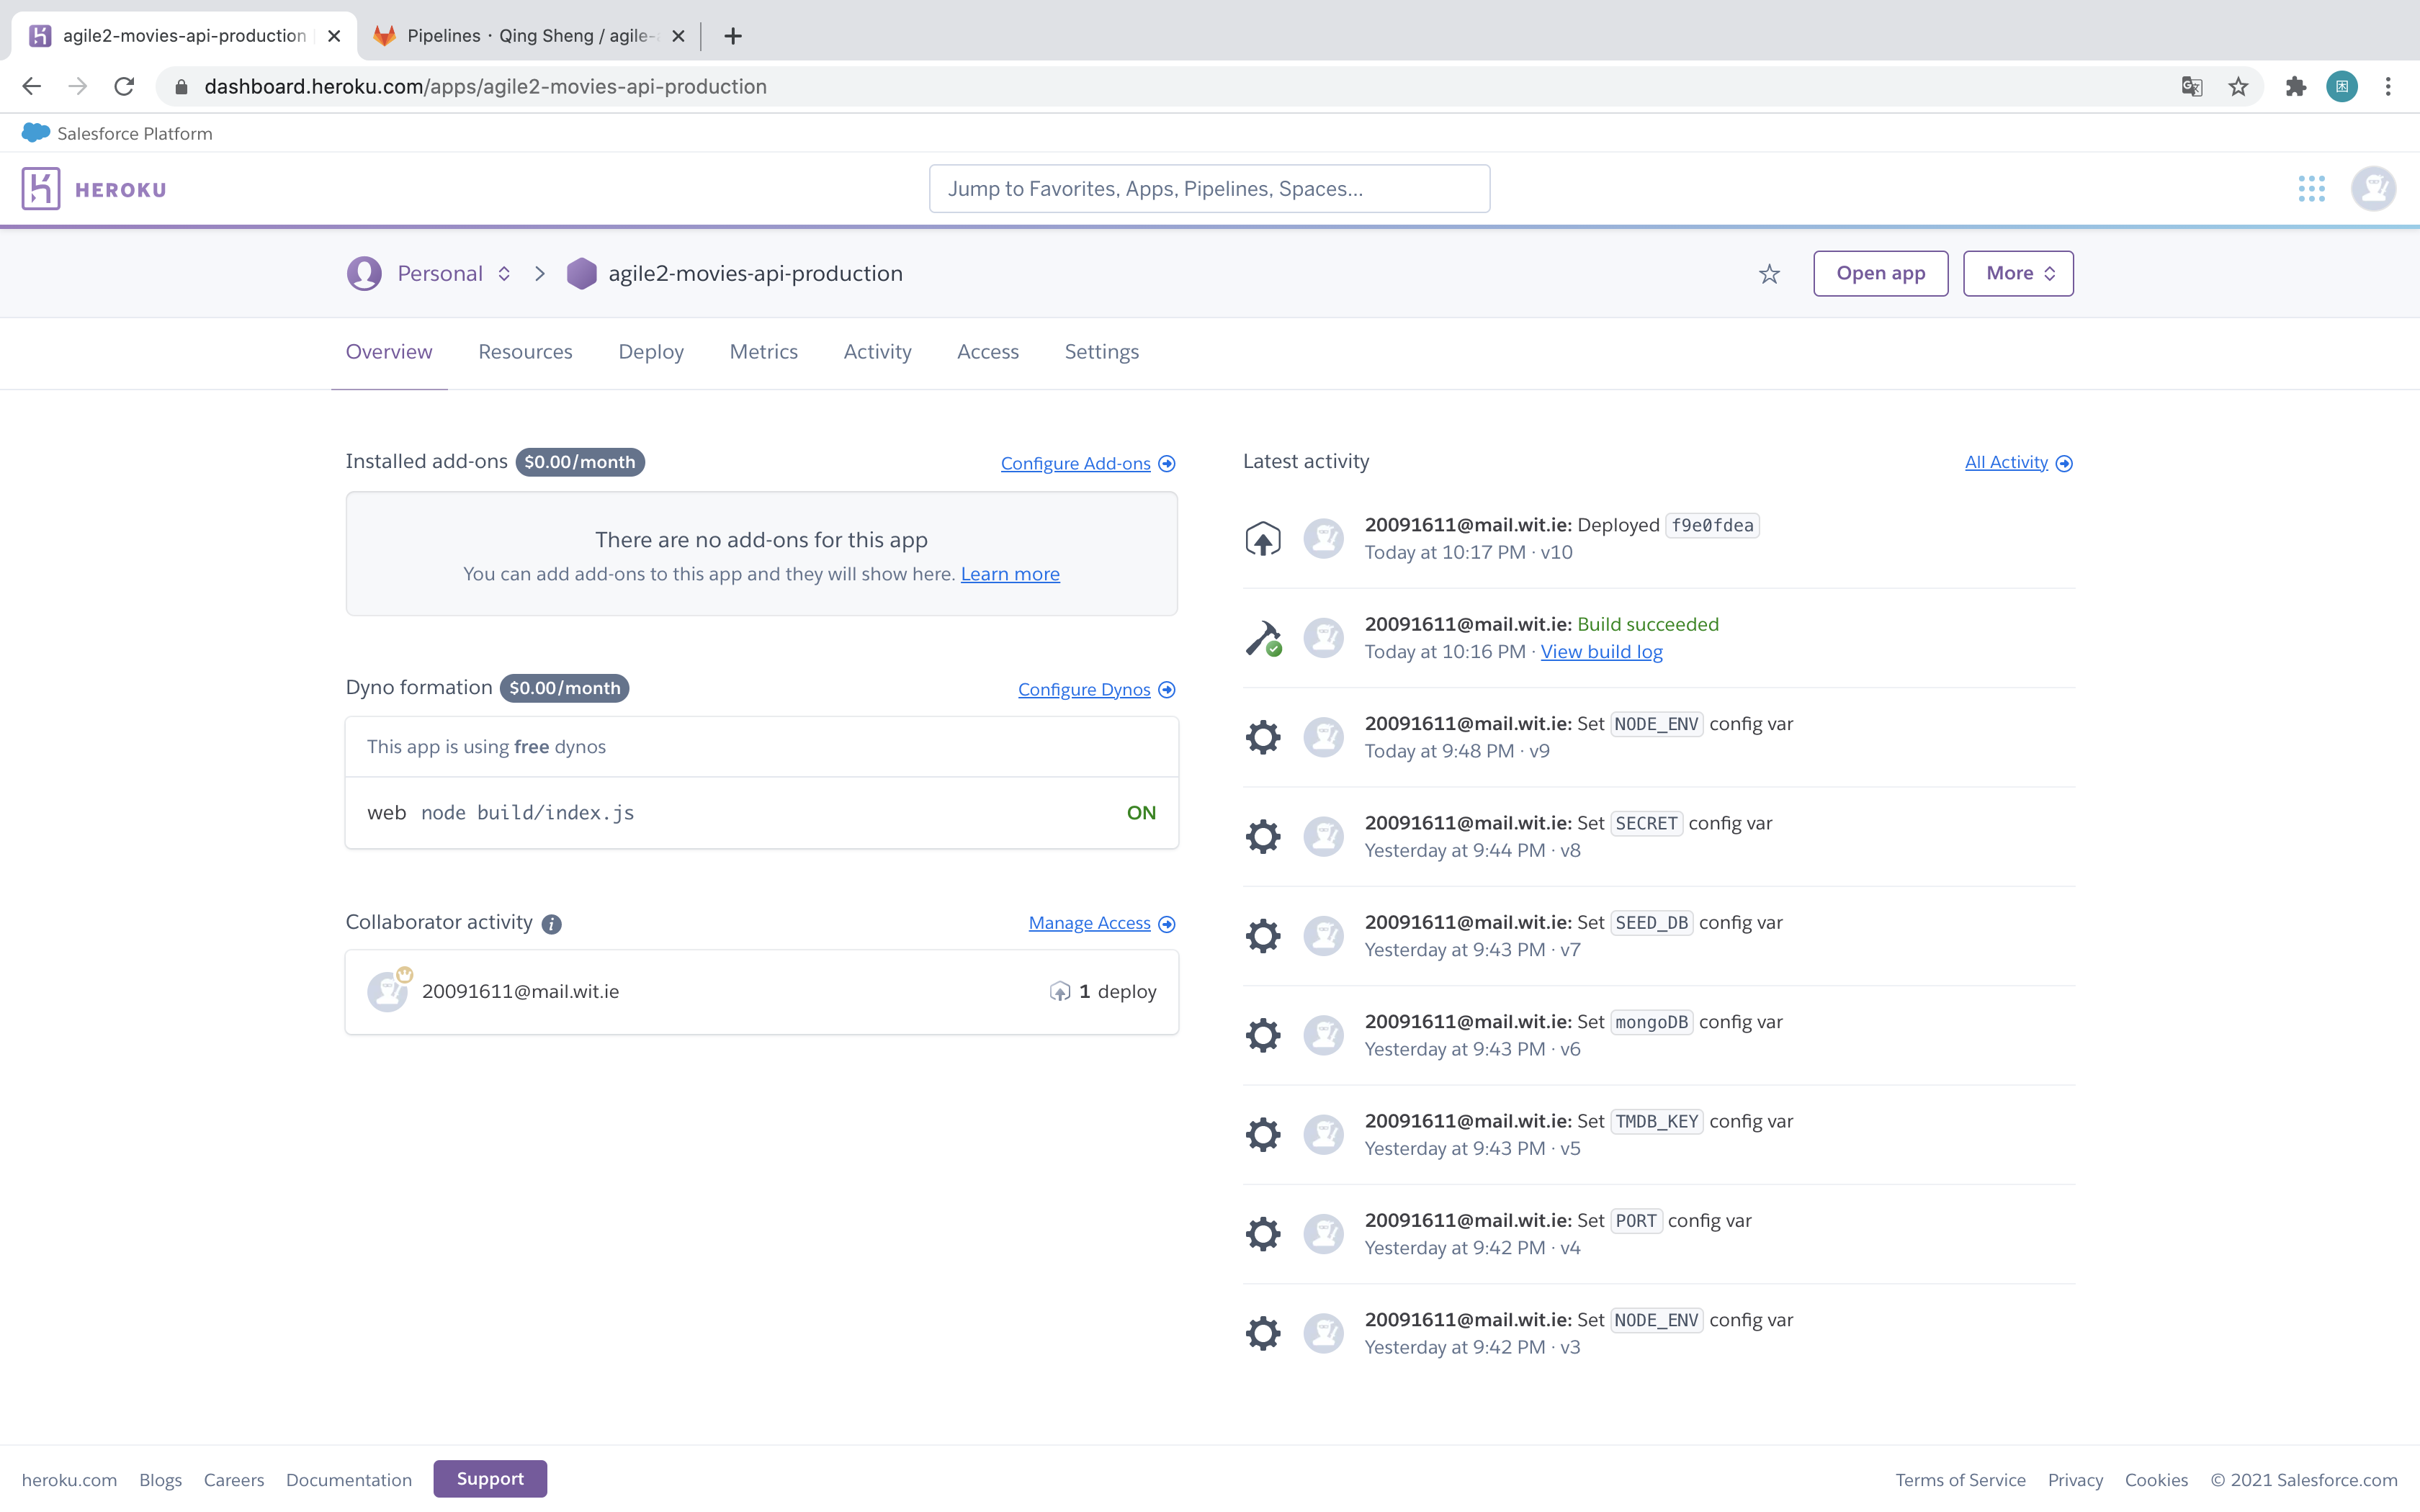 agile2-movies-api-production
Pipelines · Qing Sheng / agile-
dashboard.heroku.com/apps/agile2-movies-api-production
困
Salesforce Platform
HEROKU
Jump to Favorites, Apps, Pipelines, Spaces...
Personal
agile2-movies-api-production
Open app
More
Overview
Resources
Deploy
Metrics
Activity
Access
Settings
Installed add-ons $0.00/month
Configure Add-ons
There are no add-ons for this app
You can add add-ons to this app and they will show here. Learn more
Dyno formation $0.00/month
Configure Dynos
This app is using free dynos
web node build/index.js
ON
Collaborator activity
Manage Access
20091611@mail.wit.ie
1 deploy
Latest activity
All Activity
20091611@mail.wit.ie: Deployed f9e0fdea
Today at 10:17 PM · v10
20091611@mail.wit.ie: Build succeeded
Today at 10:16 PM · View build log
20091611@mail.wit.ie: Set NODE_ENV config var
Today at 9:48 PM · v9
20091611@mail.wit.ie: Set SECRET config var
Yesterday at 9:44 PM · v8
20091611@mail.wit.ie: Set SEED_DB config var
Yesterday at 9:43 PM · v7
20091611@mail.wit.ie: Set mongoDB config var
Yesterday at 9:43 PM · v6
20091611@mail.wit.ie: Set TMDB_KEY config var
Yesterday at 9:43 PM · v5
20091611@mail.wit.ie: Set PORT config var
Yesterday at 9:42 PM · v4
20091611@mail.wit.ie: Set NODE_ENV config var
Yesterday at 9:42 PM · v3
heroku.com
Blogs
Careers
Documentation
Support
Terms of Service
Privacy
Cookies
© 2021 Salesforce.com